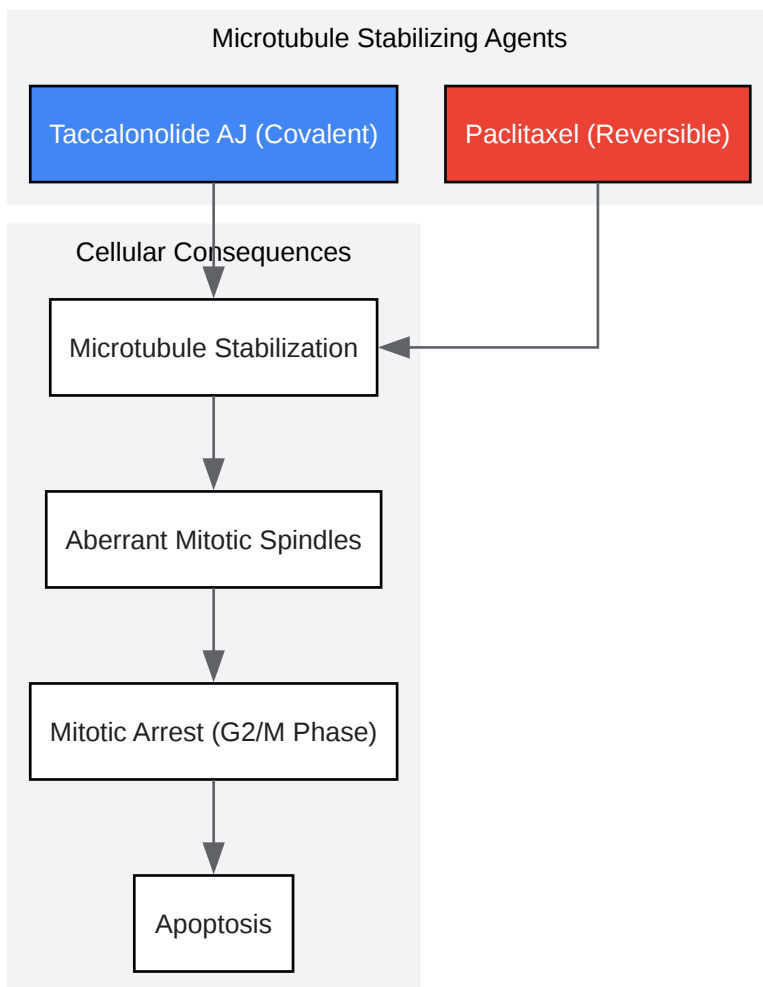 Microtubule Stabilizing Agents
Taccalonolide AJ (Covalent)
Paclitaxel (Reversible)
Cellular Consequences
Microtubule Stabilization
Aberrant Mitotic Spindles
Mitotic Arrest (G2/M Phase)
Apoptosis